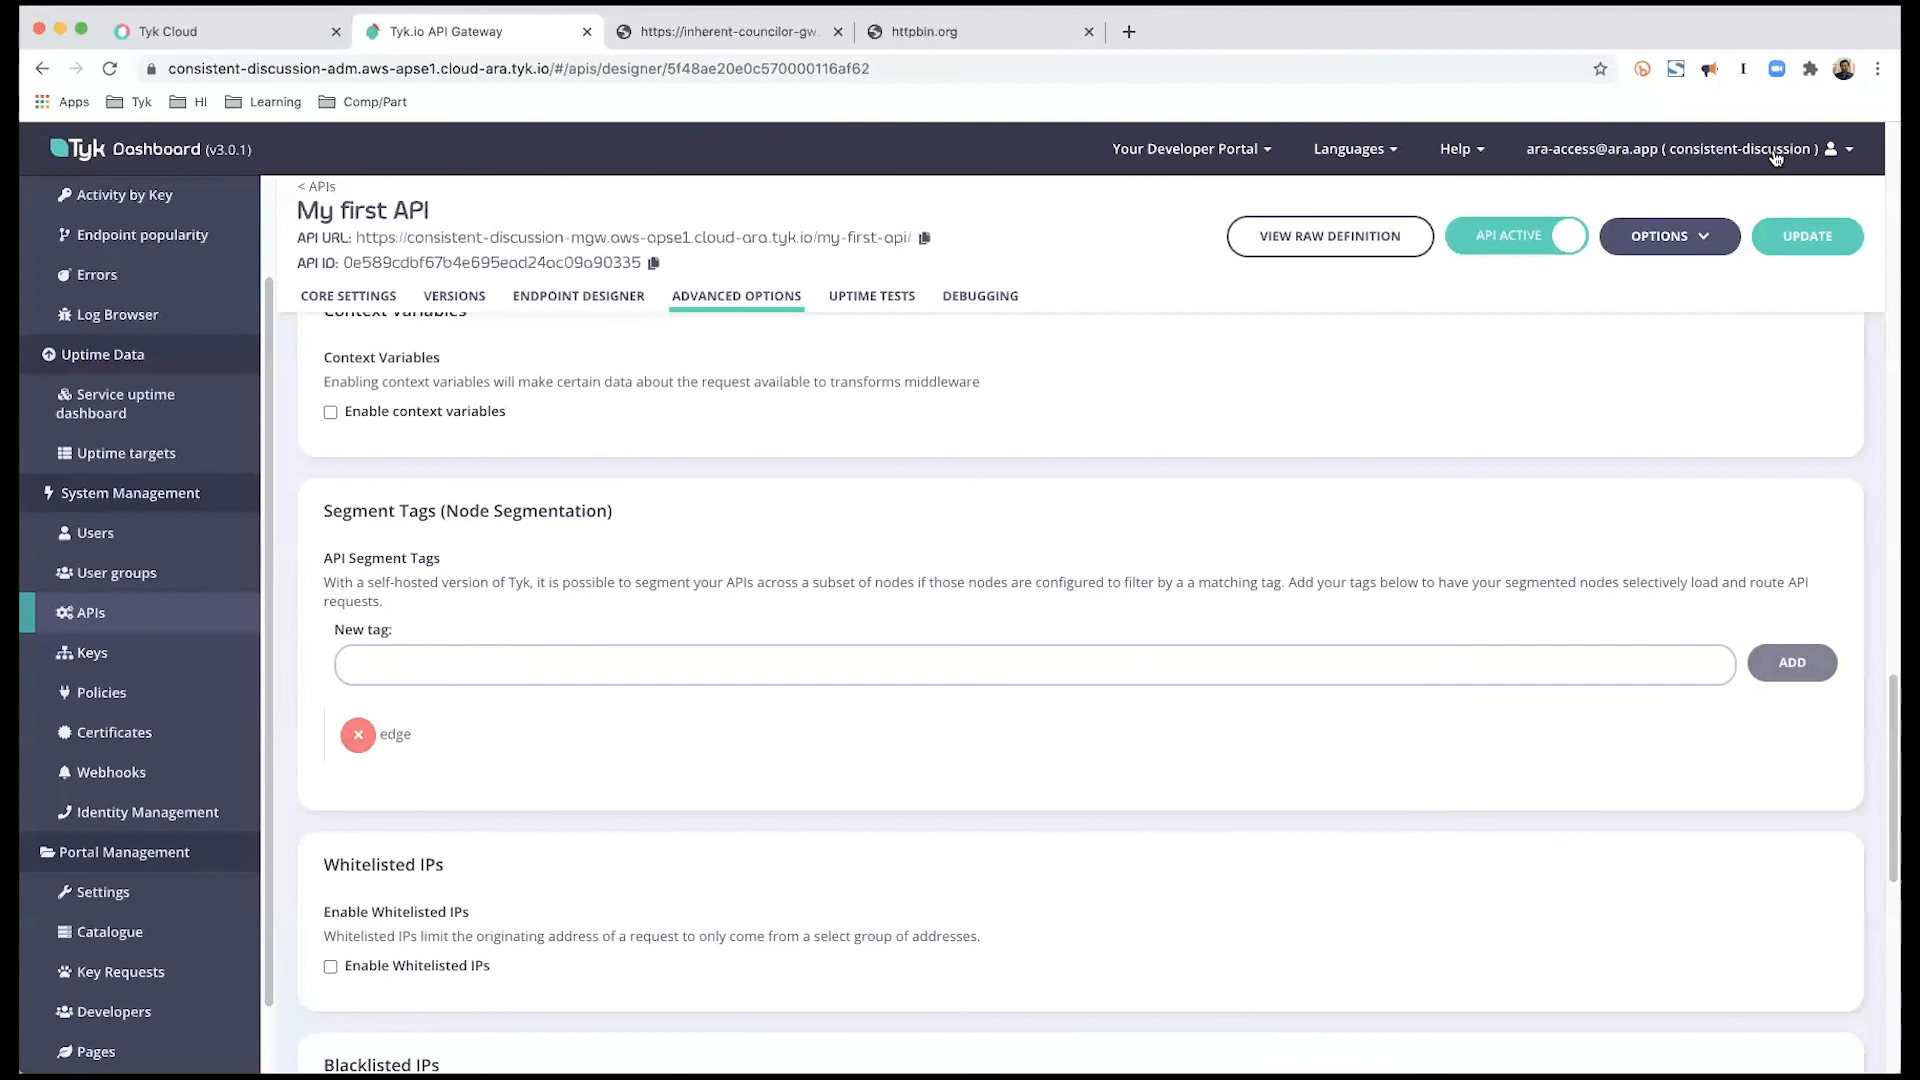 Tyk Cloud
Tyk.io API Gateway
https://inherent-councilor-gw.
httpbin.org
consistent-discussion-adm.aws-apse1.cloud-ara.tyk.io/#/apis/designer/5f48ae20e0c570000116af62
Apps
Tyk
HI
Learning
Comp/Part
Tyk Dashboard (v3.0.1)
Your Developer Portal
Languages
Help
ara-access@ara.app ( consistent-discussion )
Activity by Key
Endpoint popularity
Errors
Log Browser
Uptime Data
Service uptime
dashboard
Uptime targets
System Management
Users
User groups
APIs
Keys
Policies
Certificates
Webhooks
Identity Management
Portal Management
Settings
Catalogue
Key Requests
Developers
Pages
< APIs
My first API
API URL: https://consistent-discussion-mgw.aws-apse1.cloud-ara.tyk.io/my-first-api/
API ID: 0e589cdbf67b4e695ead24ac09a90335
VIEW RAW DEFINITION
API ACTIVE
OPTIONS
UPDATE
CORE SETTINGS
VERSIONS
ENDPOINT DESIGNER
ADVANCED OPTIONS
UPTIME TESTS
DEBUGGING
Context Variables
Context Variables
Enabling context variables will make certain data about the request available to transforms middleware
Enable context variables
Segment Tags (Node Segmentation)
API Segment Tags
With a self-hosted version of Tyk, it is possible to segment your APIs across a subset of nodes if those nodes are configured to filter by a a matching tag. Add your tags below to have your segmented nodes selectively load and route API
requests.
New tag:
ADD
edge
Whitelisted IPs
Enable Whitelisted IPs
Whitelisted IPs limit the originating address of a request to only come from a select group of addresses.
Enable Whitelisted IPs
Blacklisted IPs